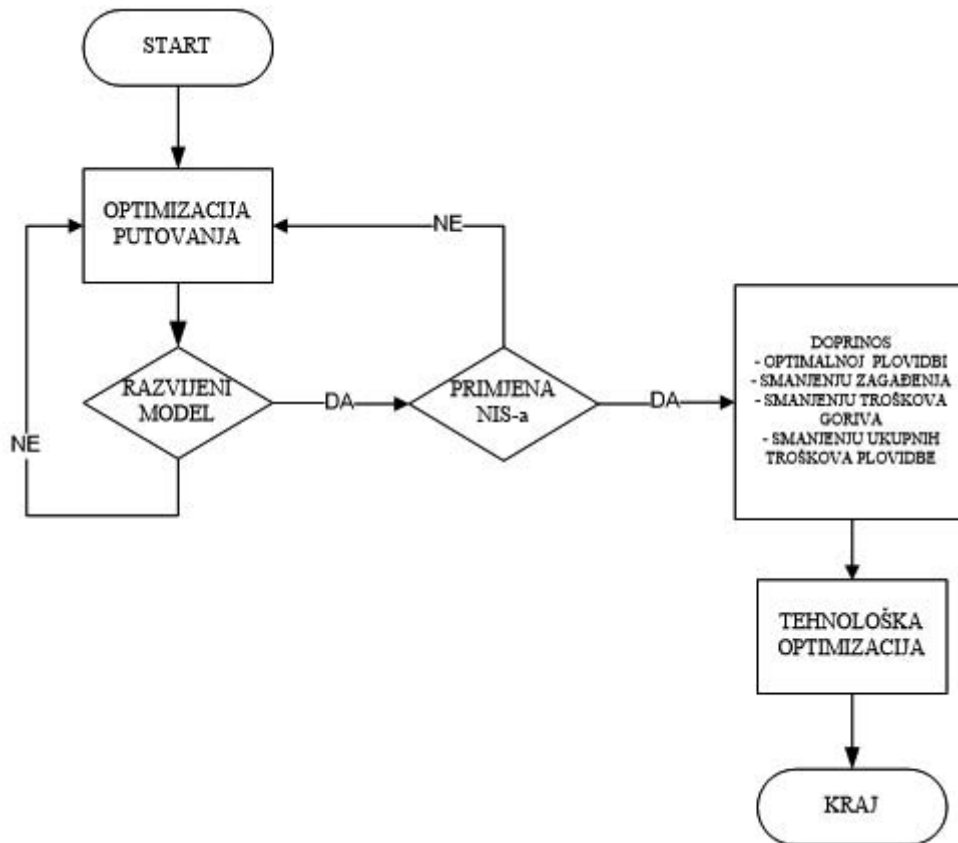 START
OPTIMIZACIJA
PUTOVANJA
NE
RAZVIJENI
MODEL
DA
PRIMJENA
NIS-a
DA
NE
DOPRINOS
- OPTIMALNOJ PLOVIDBI
- SMANJENJU ZAGAĐENJA
- SMANJENJU TROŠKOVA
GORIVA
- SMANJENJU UKUPNIH
TROŠKOVA PLOVIDBE
TEHNOLOŠKA
OPTIMIZACIJA
KRAJ